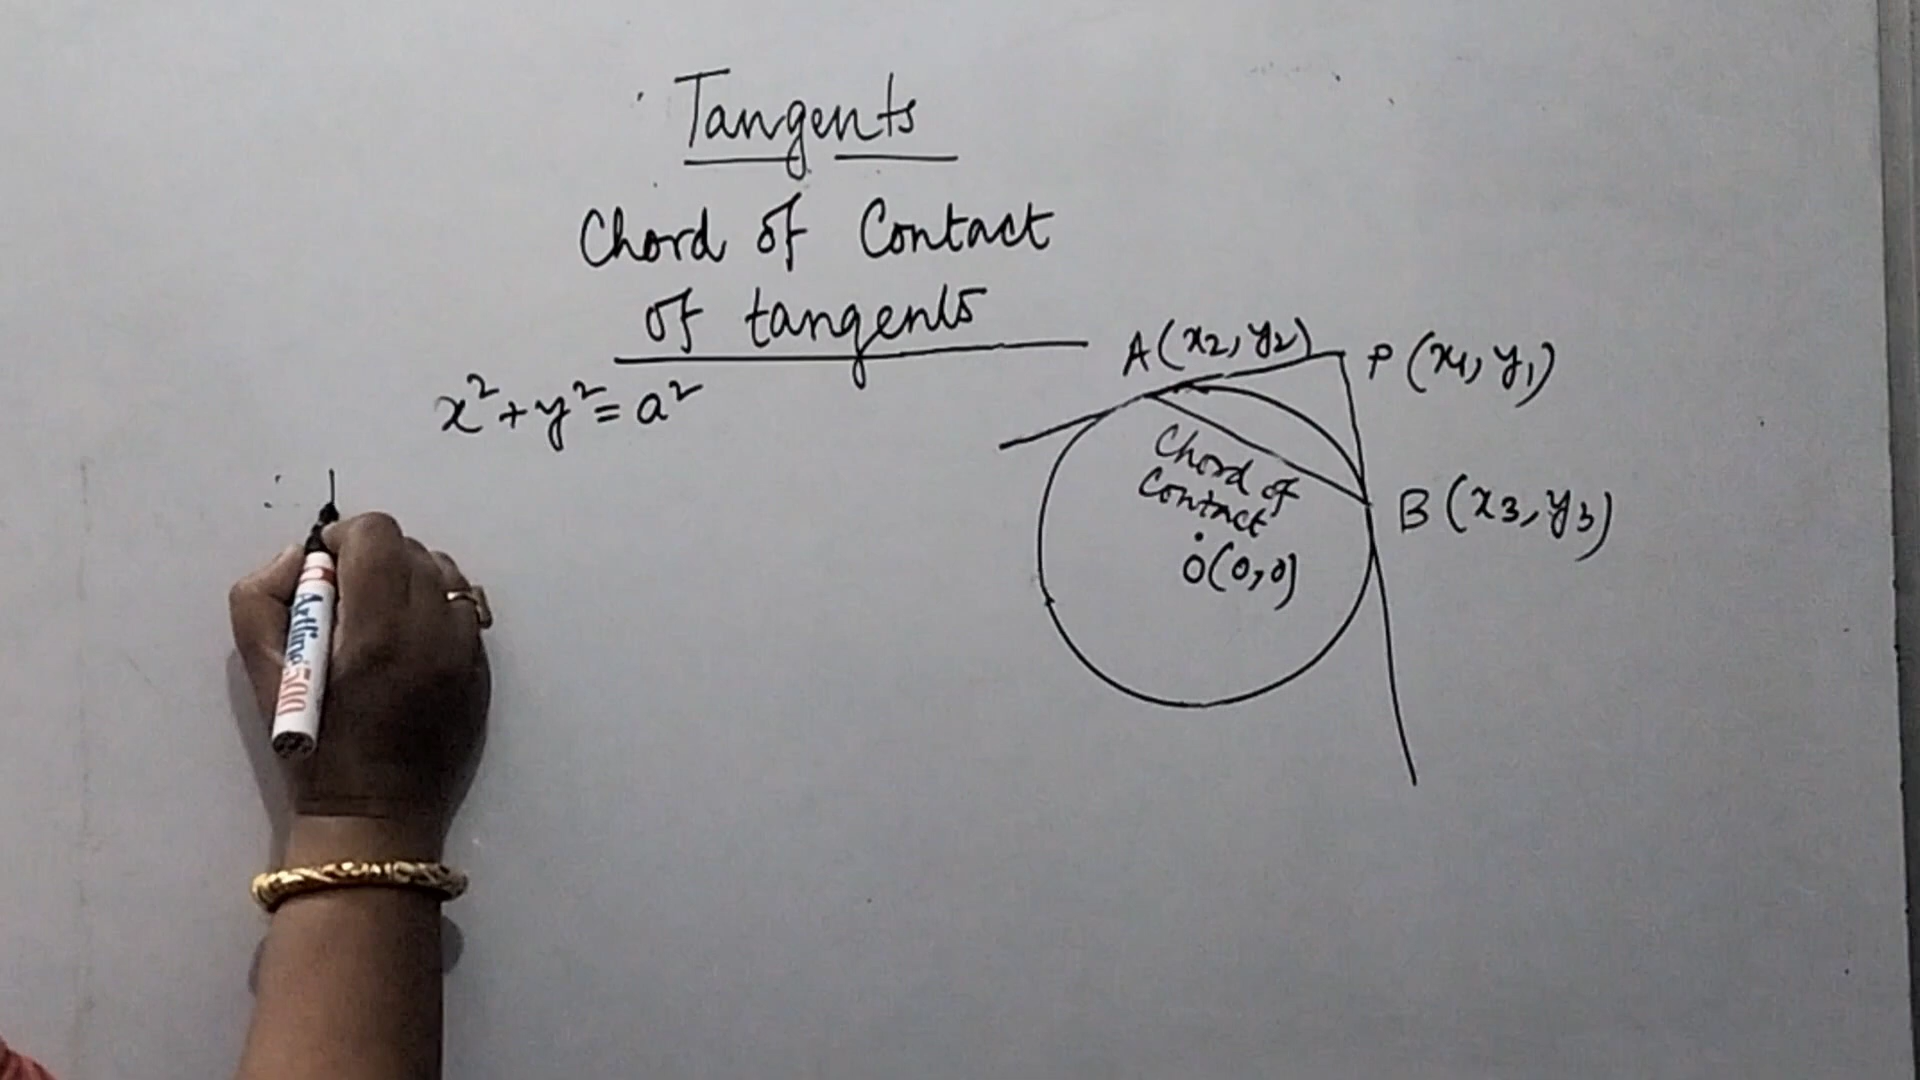 Tangents
Chord of Contact
of tangents
x²+y²=a²
A(x2, y2)
P(x1, y1)
Chord of
Contact
B(x3, y3)
O(0,0)
Artline 500